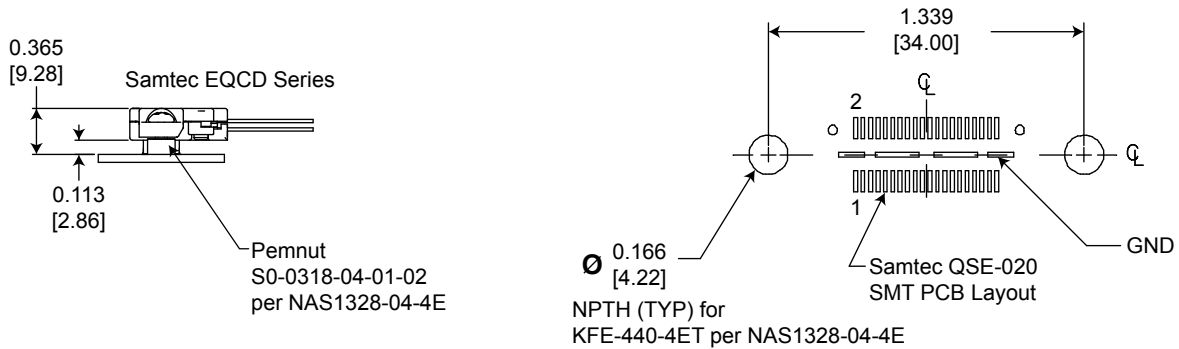 0.365
[9.28]
Samtec EQCD Series
0.113
[2.86]
Pemnut
S0-0318-04-01-02
per NAS1328-04-4E
1.339
[34.00]
℄
2
℄
1
GND
Ø 0.166
[4.22]
Samtec QSE-020
SMT PCB Layout
NPTH (TYP) for
KFE-440-4ET per NAS1328-04-4E